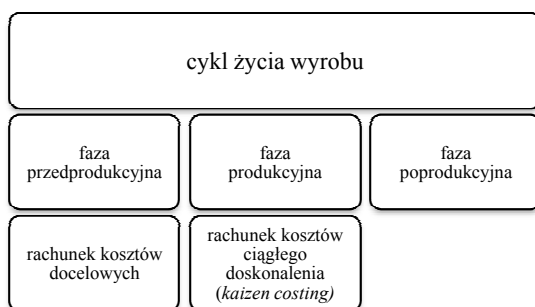 cykl życia wyrobu
faza
przedprodukcyjna
faza
produkcyjna
faza
poprodukcyjna
rachunek kosztów
docelowych
rachunek kosztów
ciągłego
doskonalenia
(kaizen costing)